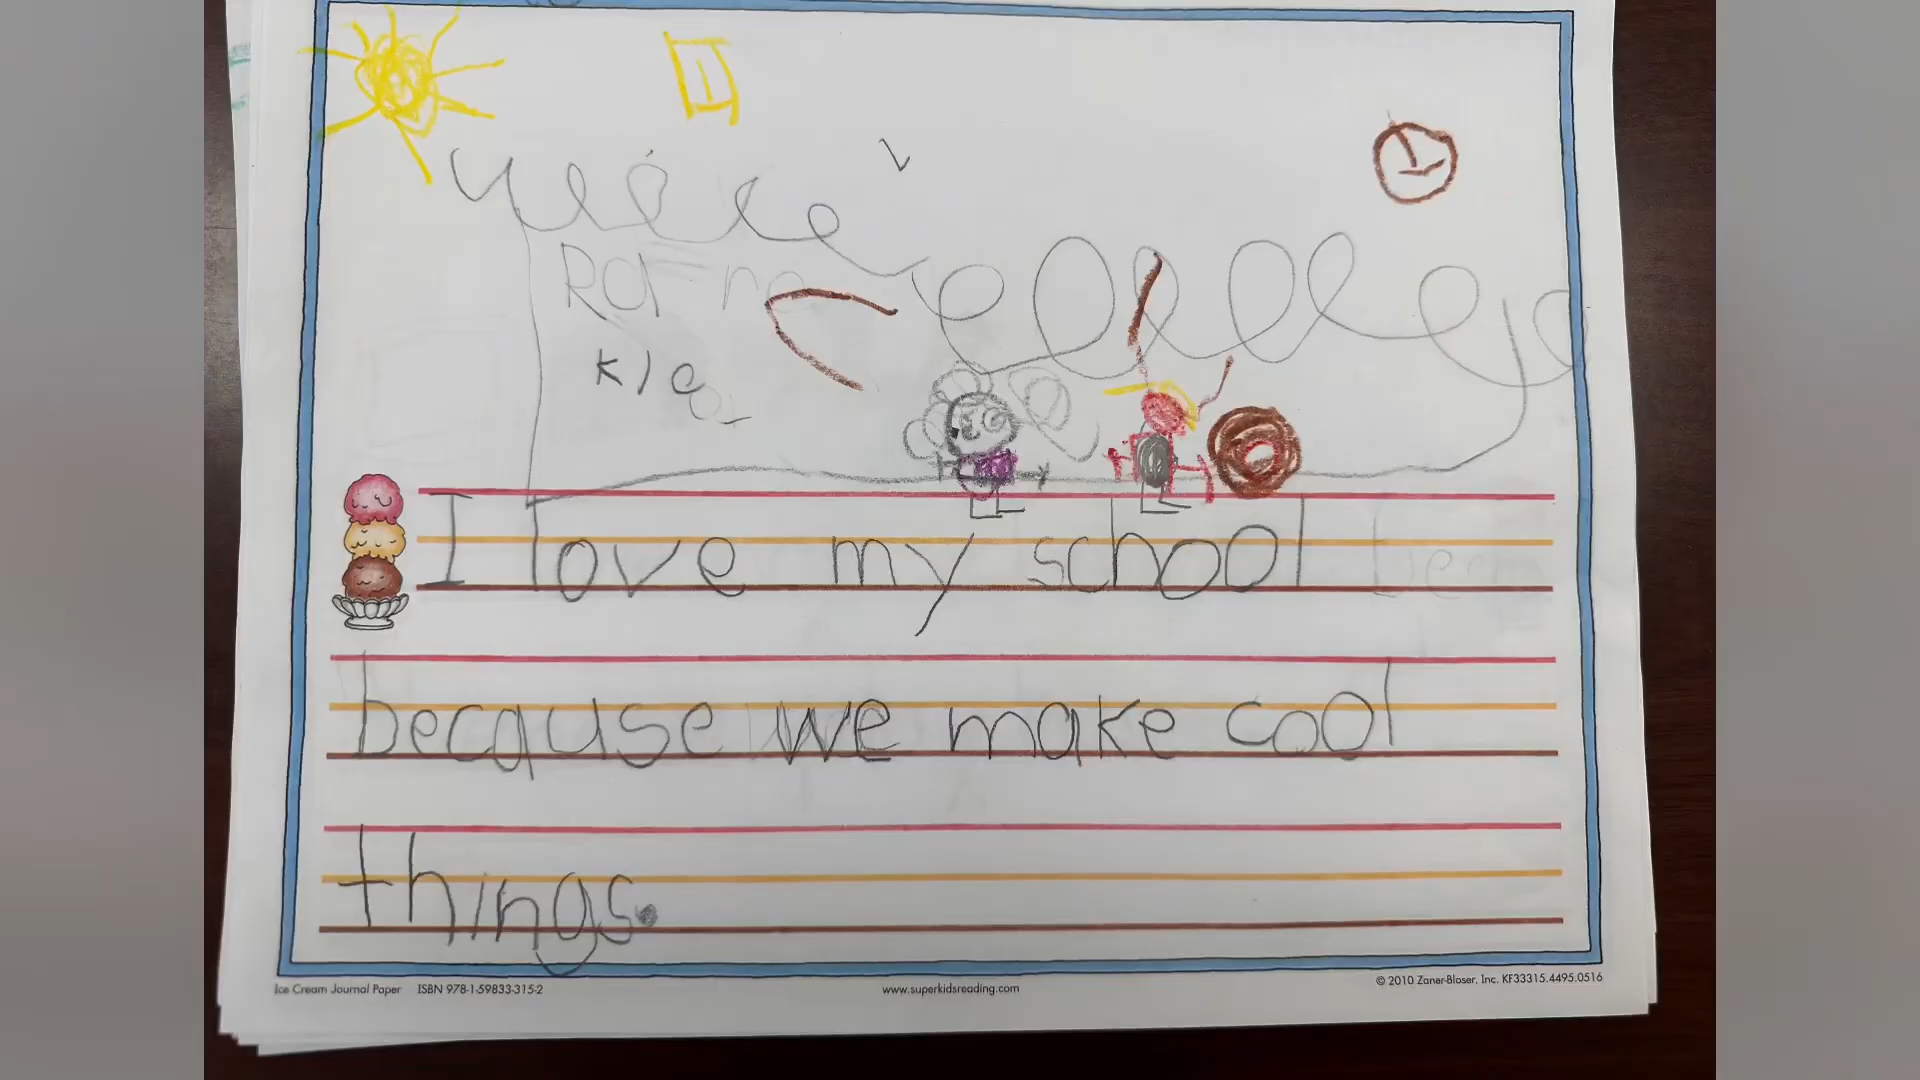 I love my school
because we make cool
things.
Ice Cream Journal Paper ISBN 978-1-59833-315-2 www.superkidsreading.com © 2010 Zaner-Bloser, Inc. KF33315.4495.0516